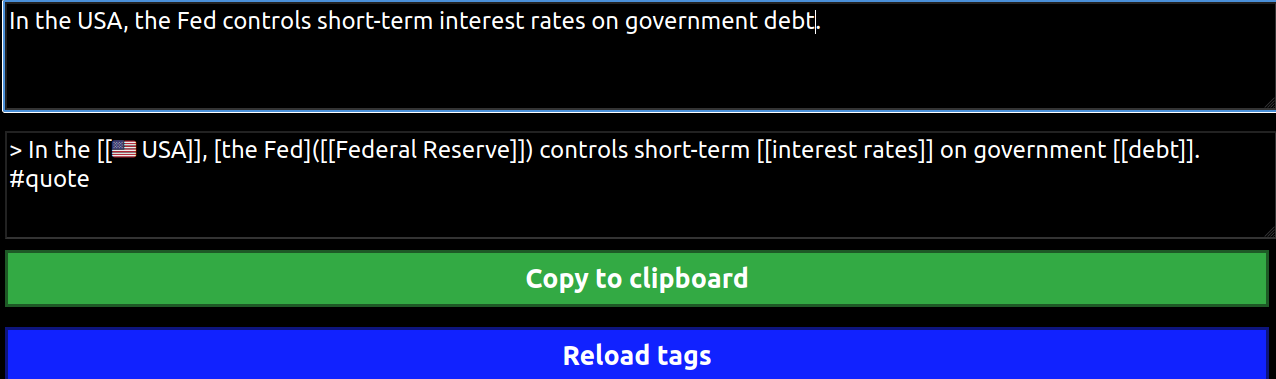 In the USA, the Fed controls short-term interest rates on government debt.
> In the [[🇺🇸 USA]], [the Fed]([[Federal Reserve]]) controls short-term [[interest rates]] on government [[debt]].
#quote
Copy to clipboard
Reload tags